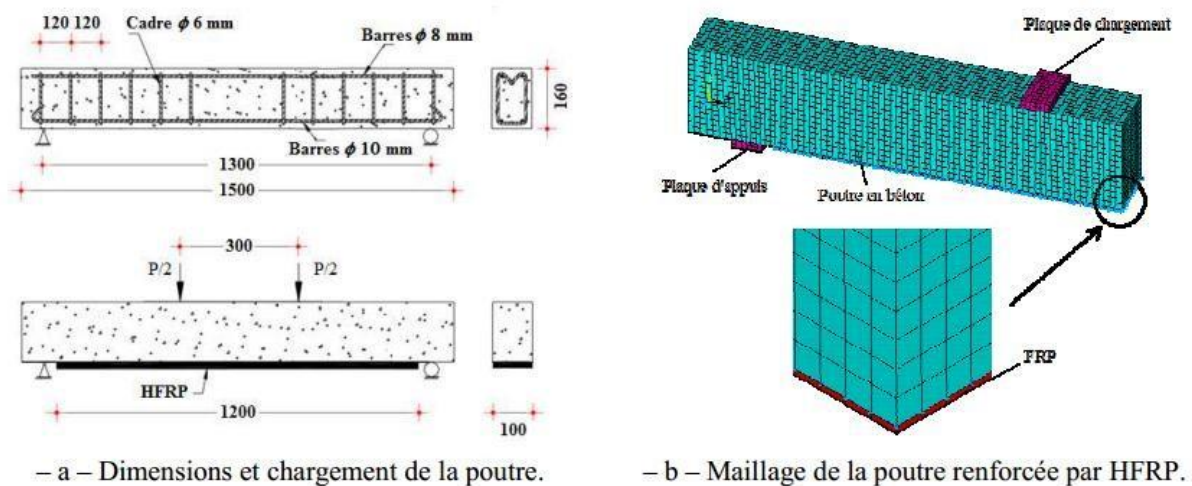 120 120
Cadre ϕ 6 mm
Barres ϕ 8 mm
160
Barres ϕ 10 mm
1300
1500
300
P/2
P/2
HFRP
1200
100
– a – Dimensions et chargement de la poutre.
Plaque de chargement
Plaque d'appuis
Poutre en béton
FRP
– b – Maillage de la poutre renforcée par HFRP.